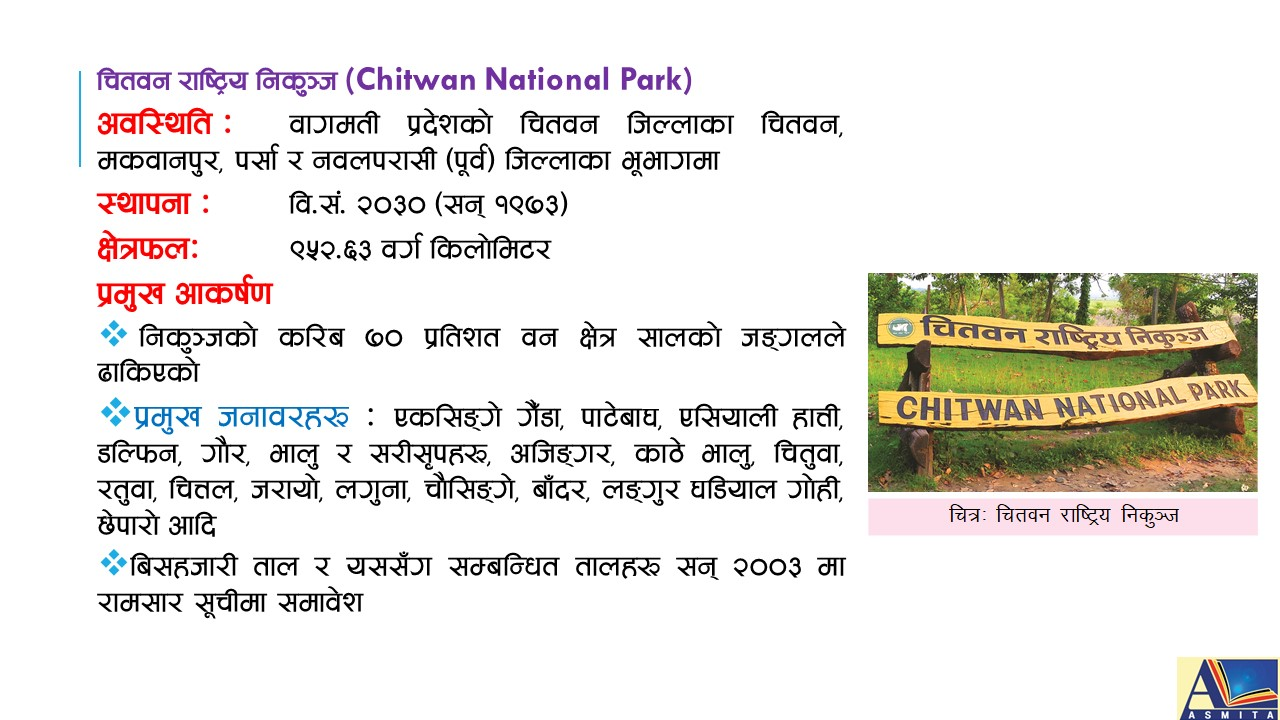 चितवन राष्ट्रिय निकुञ्ज (Chitwan National Park)
अवस्थिति : वागमती प्रदेशको चितवन जिल्लाका चितवन,
मकवानपुर, पर्सा र नवलपरासी (पूर्व) जिल्लाका भूभागमा
स्थापना : वि.सं. २०३० (सन् १९७३)
क्षेत्रफल: ९५२.६३ वर्ग किलोमिटर
प्रमुख आकर्षण
❖ निकुञ्जको करिब ७० प्रतिशत वन क्षेत्र सालको जङ्गलले
ढाकिएको
❖प्रमुख जनावरहरू : एकसिङ्गे गैंडा, पाटेबाघ, एसियाली हात्ती,
डल्फिन, गौर, भालु र सरीसृपहरू, अजिङ्गर, काठे भालु, चितुवा,
रतुवा, चित्तल, जरायो, लगुना, चौसिङ्गे, बाँदर, लङ्गुर घडियाल गोही,
छेपारो आदि
❖बिसहजारी ताल र यससँग सम्बन्धित तालहरू सन् २००३ मा
रामसार सूचीमा समावेश
चितवन राष्ट्रिय निकुञ्ज
CHITWAN NATIONAL PARK
चित्र: चितवन राष्ट्रिय निकुञ्ज
ASMITA